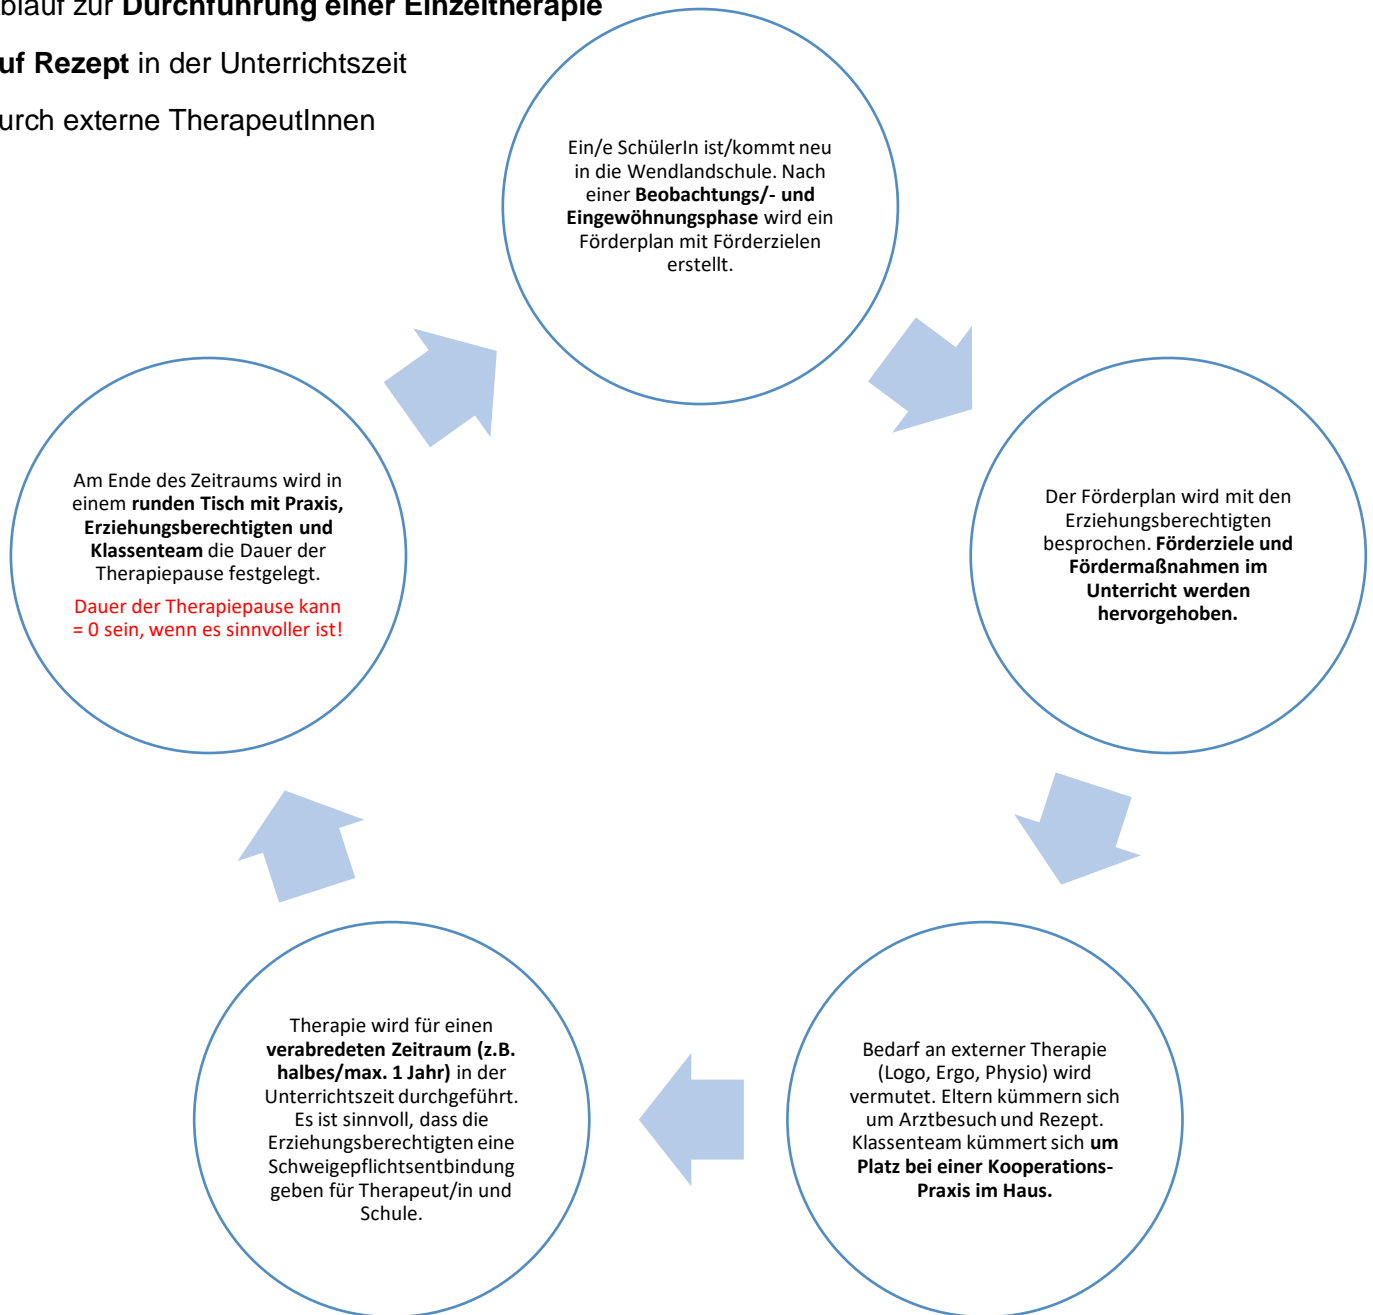 blauf zur Durchführung einer Einzeltherapie
uf Rezept in der Unterrichtszeit
urch externe TherapeutInnen
Ein/e SchülerIn ist/kommt neu
in die Wendlandschule. Nach
einer Beobachtungs/- und
Eingewöhnungsphase wird ein
Förderplan mit Förderzielen
erstellt.
Der Förderplan wird mit den
Erziehungsberechtigten
besprochen. Förderziele und
Fördermaßnahmen im
Unterricht werden
hervorgehoben.
Bedarf an externer Therapie
(Logo, Ergo, Physio) wird
vermutet. Eltern kümmern sich
um Arztbesuch und Rezept.
Klassenteam kümmert sich um
Platz bei einer Kooperations-
Praxis im Haus.
Therapie wird für einen
verabredeten Zeitraum (z.B.
halbes/max. 1 Jahr) in der
Unterrichtszeit durchgeführt.
Es ist sinnvoll, dass die
Erziehungsberechtigten eine
Schweigepflichtsentbindung
geben für Therapeut/in und
Schule.
Am Ende des Zeitraums wird in
einem runden Tisch mit Praxis,
Erziehungsberechtigten und
Klassenteam die Dauer der
Therapiepause festgelegt.
Dauer der Therapiepause kann
= 0 sein, wenn es sinnvoller ist!